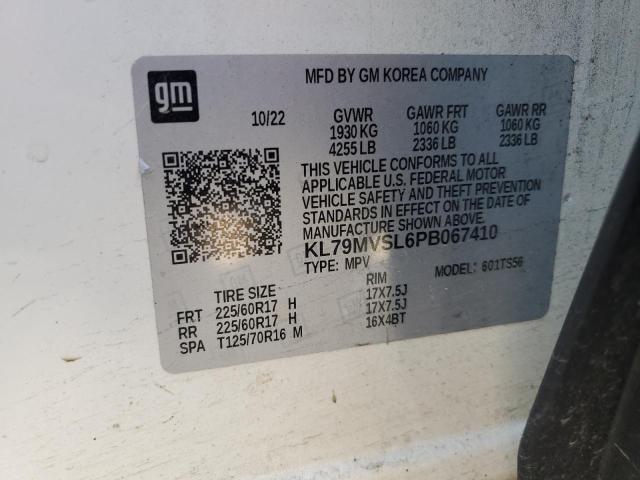 gm
MFD BY GM KOREA COMPANY
10/22 GVWR GAWR FRT GAWR RR
1930 KG 1060 KG 1060 KG
4255 LB 2336 LB 2336 LB
THIS VEHICLE CONFORMS TO ALL
APPLICABLE U.S. FEDERAL MOTOR
VEHICLE SAFETY AND THEFT PREVENTION
STANDARDS IN EFFECT ON THE DATE OF
MANUFACTURE SHOWN ABOVE.
KL79MVSL6PB067410
TYPE: MPV MODEL: 601TS56
TIRE SIZE RIM
FRT 225/60R17 H 17X7.5J
RR 225/60R17 H 17X7.5J
SPA T125/70R16 M 16X4BT